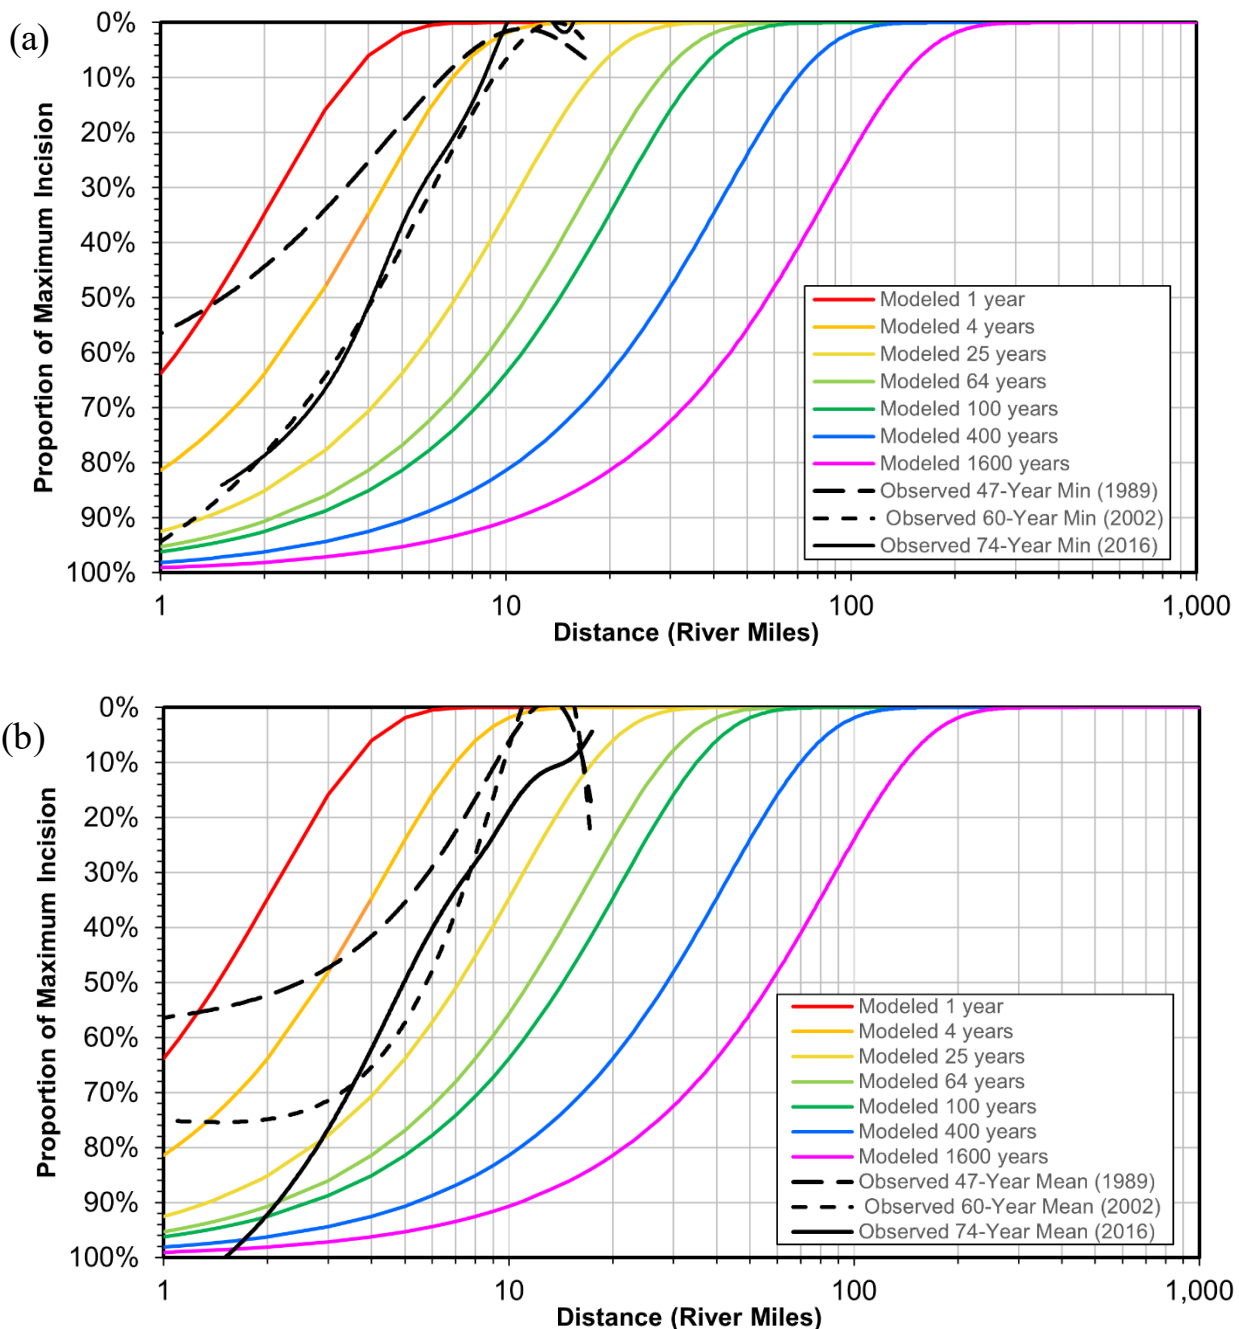 (a)
Proportion of Maximum Incision
0%
10%
20%
30%
40%
50%
60%
70%
80%
90%
100%
Modeled 1 year
Modeled 4 years
Modeled 25 years
Modeled 64 years
Modeled 100 years
Modeled 400 years
Modeled 1600 years
Observed 47-Year Min (1989)
Observed 60-Year Min (2002)
Observed 74-Year Min (2016)
1 10 100 1,000
Distance (River Miles)
(b)
Proportion of Maximum Incision
0%
10%
20%
30%
40%
50%
60%
70%
80%
90%
100%
Modeled 1 year
Modeled 4 years
Modeled 25 years
Modeled 64 years
Modeled 100 years
Modeled 400 years
Modeled 1600 years
Observed 47-Year Mean (1989)
Observed 60-Year Mean (2002)
Observed 74-Year Mean (2016)
1 10 100 1,000
Distance (River Miles)